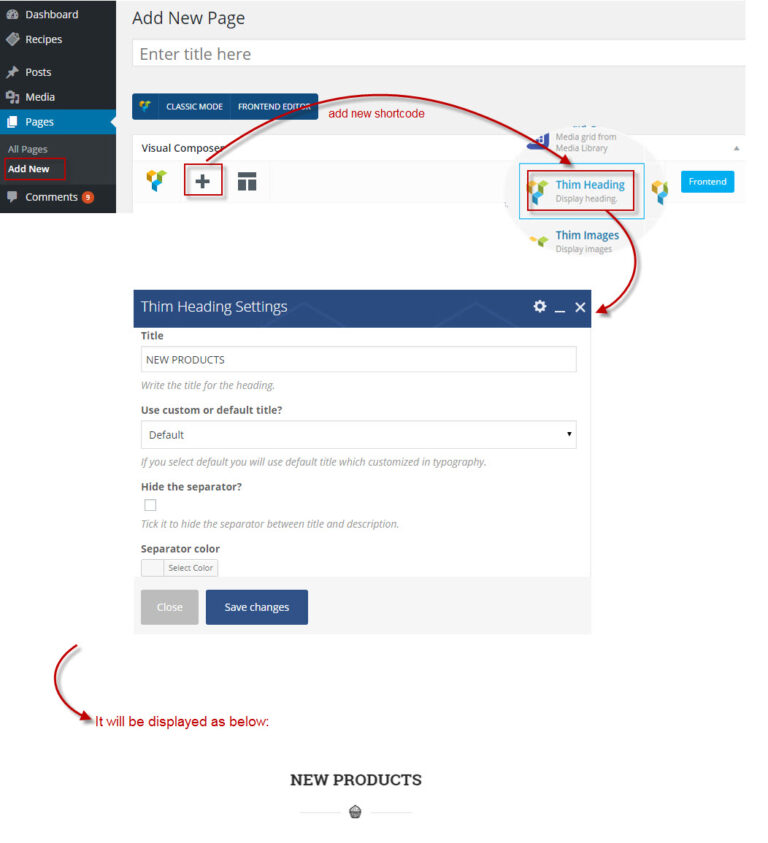 Dashboard
Recipes
Posts
Media
Pages
All Pages
Add New
Comments 9
Add New Page
Enter title here
CLASSIC MODE FRONTEND EDITOR
add new shortcode
Visual Composer
Media grid from
Media Library
Thim Heading
Display heading.
Frontend
Thim Images
Display images
Thim Heading Settings
Title
NEW PRODUCTS
Write the title for the heading.
Use custom or default title?
Default
If you select default you will use default title which customized in typography.
Hide the separator?
Tick it to hide the separator between title and description.
Separator color
Select Color
Close Save changes
It will be displayed as below:
NEW PRODUCTS